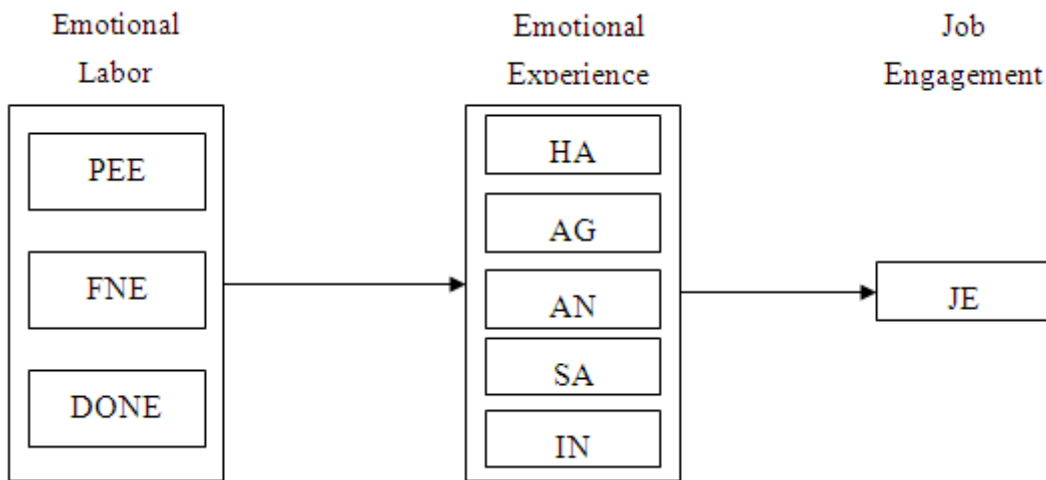 Emotional
Labor
PEE
FNE
DONE
Emotional
Experience
HA
AG
AN
SA
IN
Job
Engagement
JE